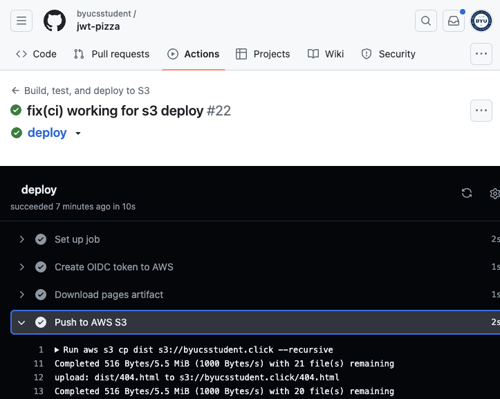 byucsstudent /
jwt-pizza
BYU
Code Pull requests Actions Projects Wiki Security
Build, test, and deploy to S3
fix(ci) working for s3 deploy #22
deploy
deploy
succeeded 7 minutes ago in 10s
Set up job 2s
Create OIDC token to AWS 1s
Download pages artifact 1s
Push to AWS S3 2s
1 Run aws s3 cp dist s3://byucsstudent.click --recursive
11 Completed 516 Bytes/5.5 MiB (1000 Bytes/s) with 21 file(s) remaining
12 upload: dist/404.html to s3://byucsstudent.click/404.html
13 Completed 516 Bytes/5.5 MiB (1000 Bytes/s) with 20 file(s) remaining